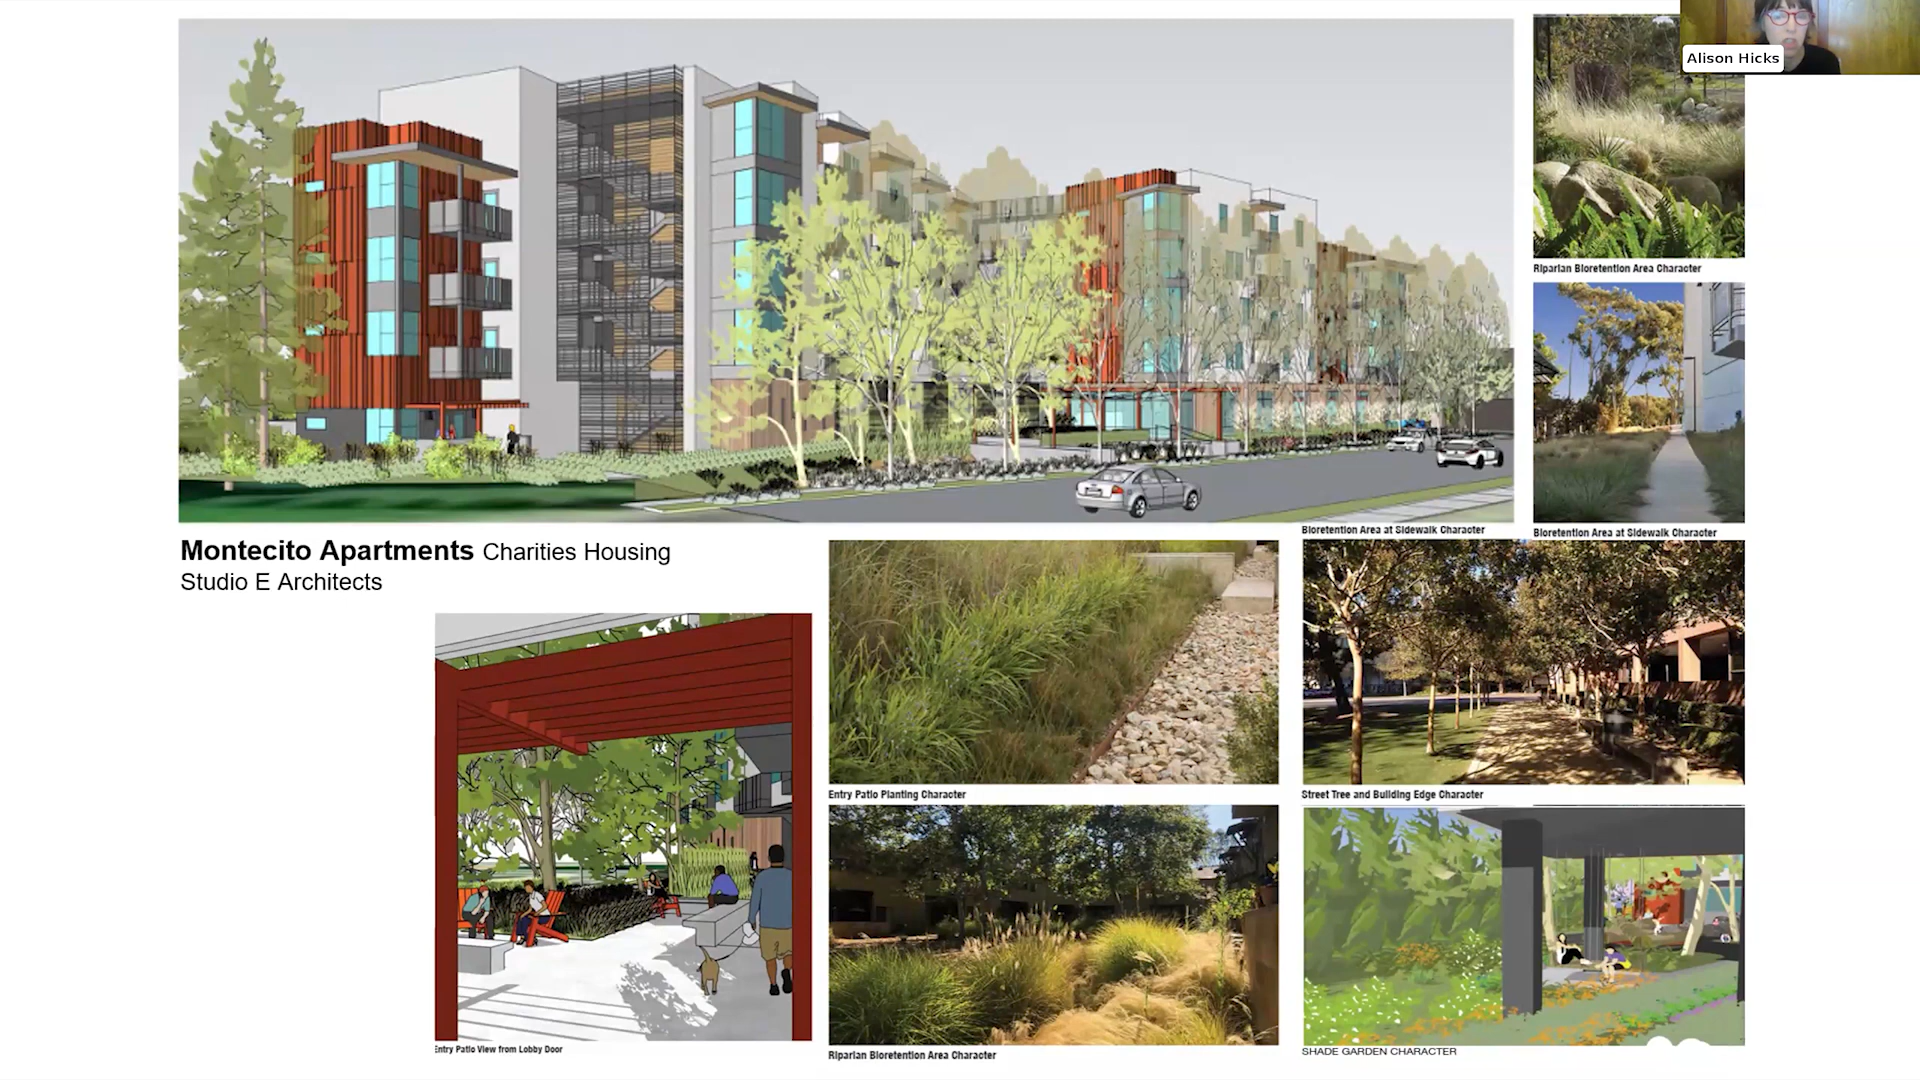 Alison Hicks
Riparian Bioretention Area Character
Bioretention Area at Sidewalk Character
Bioretention Area at Sidewalk Character
Montecito Apartments Charities Housing
Studio E Architects
Entry Patio Planting Character
Street Tree and Building Edge Character
Entry Patio View from Lobby Door
Riparian Bioretention Area Character
SHADE GARDEN CHARACTER